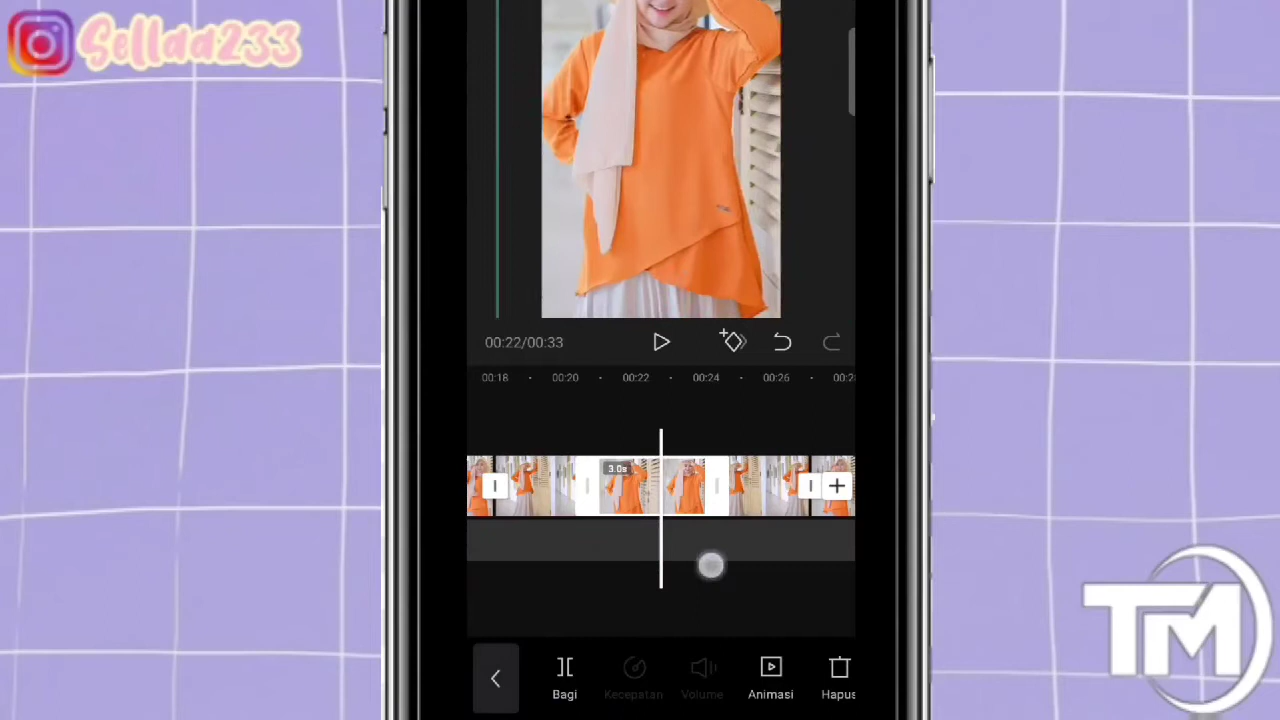 Sellaa233
00:22/00:33
00:18 00:20 00:22 00:24 00:26
3.0s
Bagi Kecepatan Volume Animasi Hapus
TM